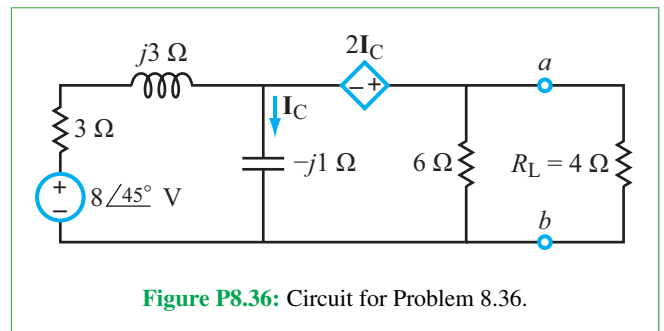 j3 Ω
2I_C
a
− +
I_C
3 Ω
−j1 Ω
6 Ω
R_L = 4 Ω
+
−
8∠45° V
b
Figure P8.36: Circuit for Problem 8.36.